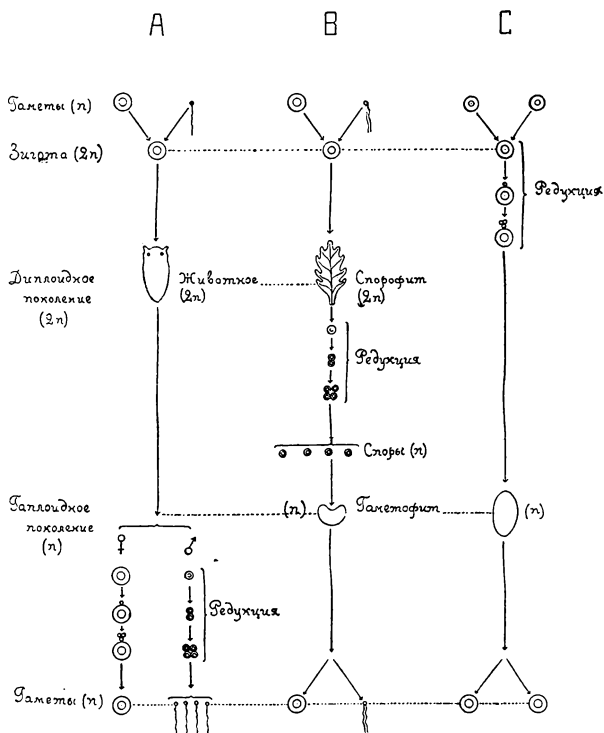 A B C
Гаметы (n)
Зигота (2n)
Редукция
Диплоидное
поколение
(2n)
Животное
(2n)
Спорофит
(2n)
Редукция
Споры (n)
Гаплоидное
поколение
(n)
(n) Гаметофит (n)
♀ ♂
Редукция
Гаметы (n)